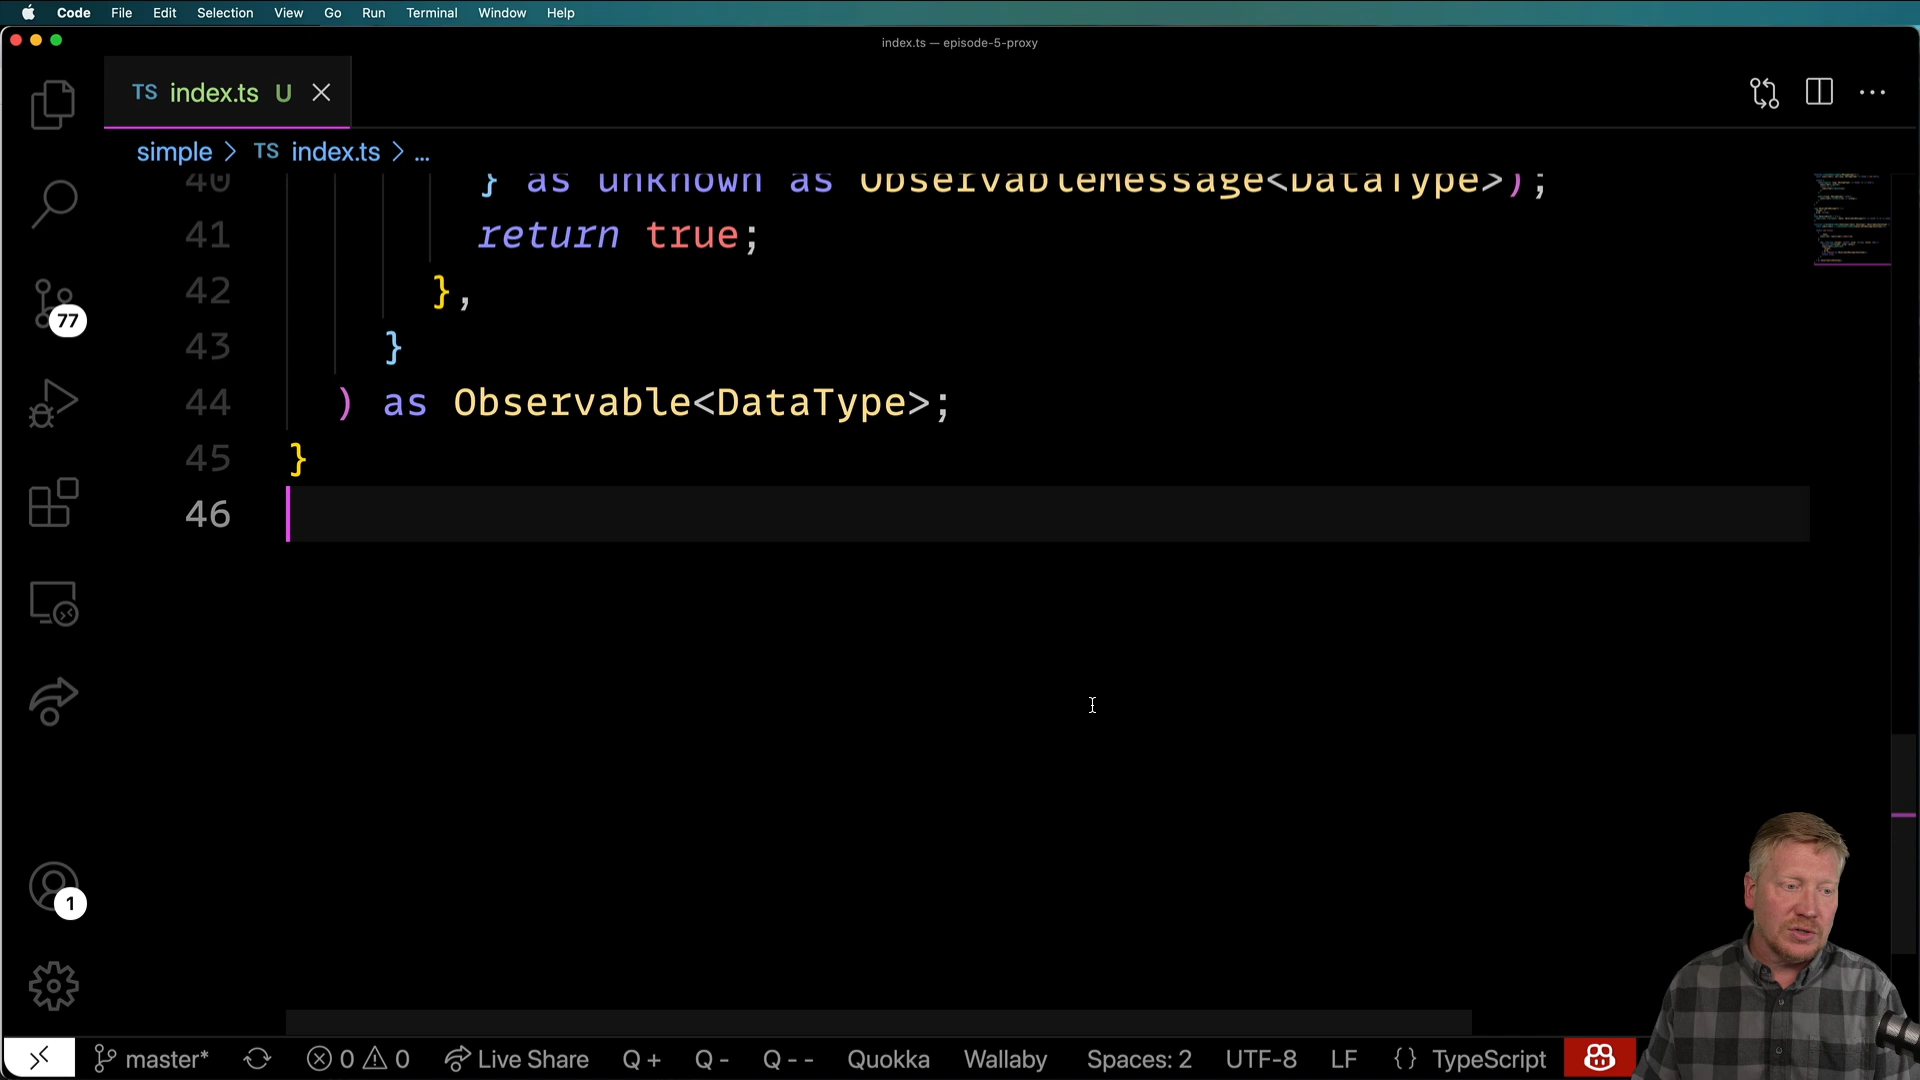 Code File Edit Selection View Go Run Terminal Window Help
index.ts — episode-5-proxy
TS index.ts U
simple > TS index.ts > ...
40 } as unknown as ObservableMessage<DataType>);
41 return true;
42 },
43 }
44 ) as Observable<DataType>;
45 }
46
77
1
master* 0 0 Live Share Q + Q - Q - - Quokka Wallaby Spaces: 2 UTF-8 LF {} TypeScript